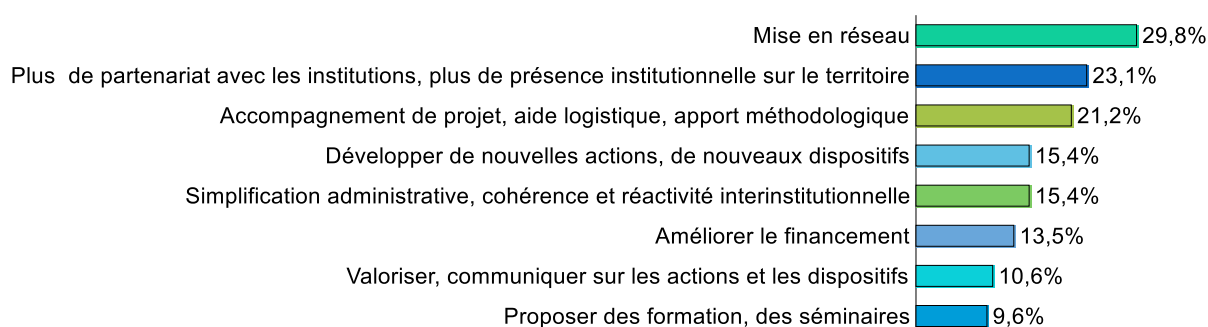 Mise en réseau 29,8%
Plus  de partenariat avec les institutions, plus de présence institutionnelle sur le territoire 23,1%
Accompagnement de projet, aide logistique, apport méthodologique 21,2%
Développer de nouvelles actions, de nouveaux dispositifs 15,4%
Simplification administrative, cohérence et réactivité interinstitutionnelle 15,4%
Améliorer le financement 13,5%
Valoriser, communiquer sur les actions et les dispositifs 10,6%
Proposer des formation, des séminaires 9,6%